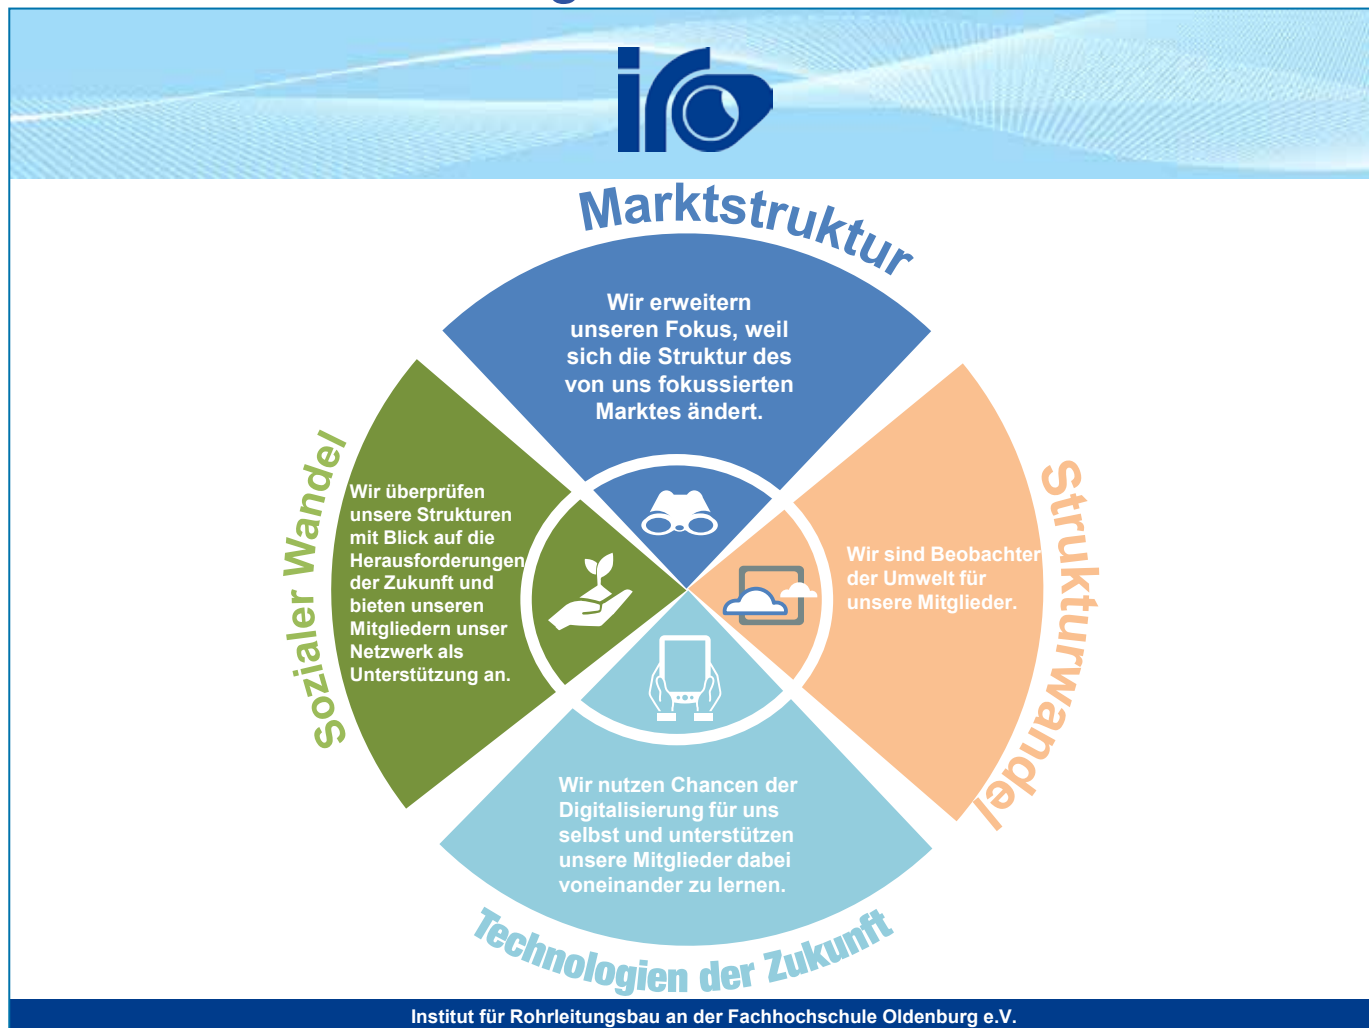 iro
Marktstruktur
Wir erweitern
unseren Fokus, weil
sich die Struktur des
von uns fokussierten
Marktes ändert.
Sozialer Wandel
Wir überprüfen
unsere Strukturen
mit Blick auf die
Herausforderungen
der Zukunft und
bieten unseren
Mitgliedern unser
Netzwerk als
Unterstützung an.
Strukturwandel
Wir sind Beobachter
der Umwelt für
unsere Mitglieder.
Wir nutzen Chancen der
Digitalisierung für uns
selbst und unterstützen
unsere Mitglieder dabei
voneinander zu lernen.
Technologien der Zukunft
Institut für Rohrleitungsbau an der Fachhochschule Oldenburg e.V.